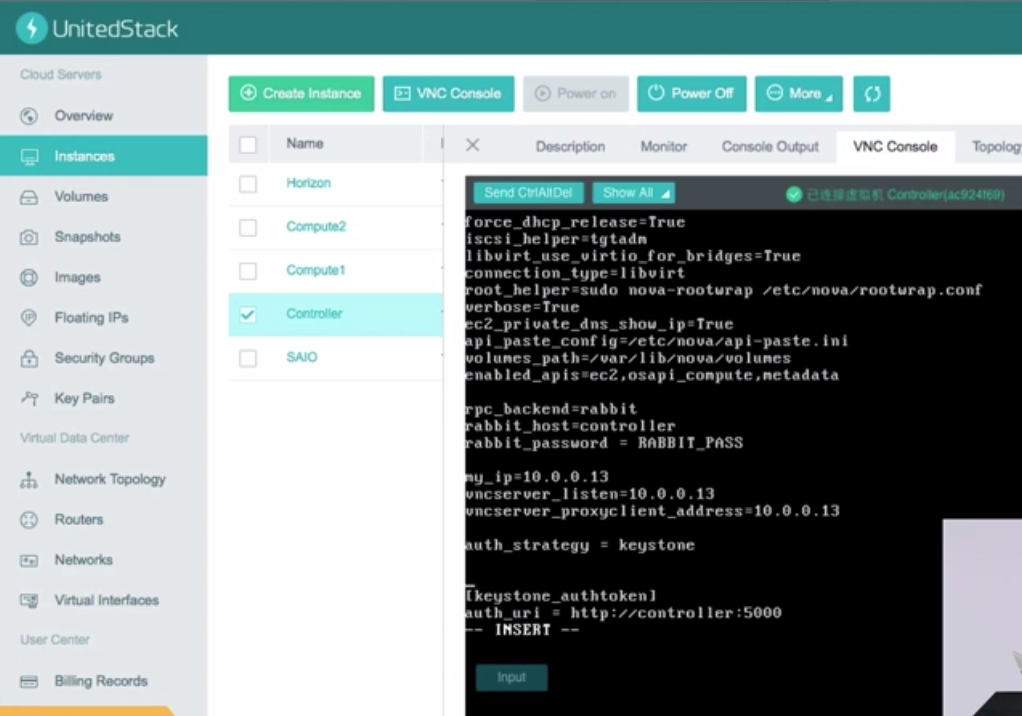 UnitedStack
Cloud Servers
Overview
Instances
Volumes
Snapshots
Images
Floating IPs
Security Groups
Key Pairs
Virtual Data Center
Network Topology
Routers
Networks
Virtual Interfaces
User Center
Billing Records
Create Instance
VNC Console
Power on
Power Off
More
Name
Horizon
Compute2
Compute1
Controller
SAIO
Description
Monitor
Console Output
VNC Console
Topology
Send CtrlAltDel
Show All
已连接虚拟机 Controller(ac924f69)
force_dhcp_release=True
iscsi_helper=tgtadm
libvirt_use_virtio_for_bridges=True
connection_type=libvirt
root_helper=sudo nova-rootwrap /etc/nova/rootwrap.conf
verbose=True
ec2_private_dns_show_ip=True
api_paste_config=/etc/nova/api-paste.ini
volumes_path=/var/lib/nova/volumes
enabled_apis=ec2,osapi_compute,metadata
rpc_backend=rabbit
rabbit_host=controller
rabbit_password = RABBIT_PASS
my_ip=10.0.0.13
vncserver_listen=10.0.0.13
vncserver_proxyclient_address=10.0.0.13
auth_strategy = keystone
[keystone_authtoken]
auth_uri = http://controller:5000
-- INSERT --
Input